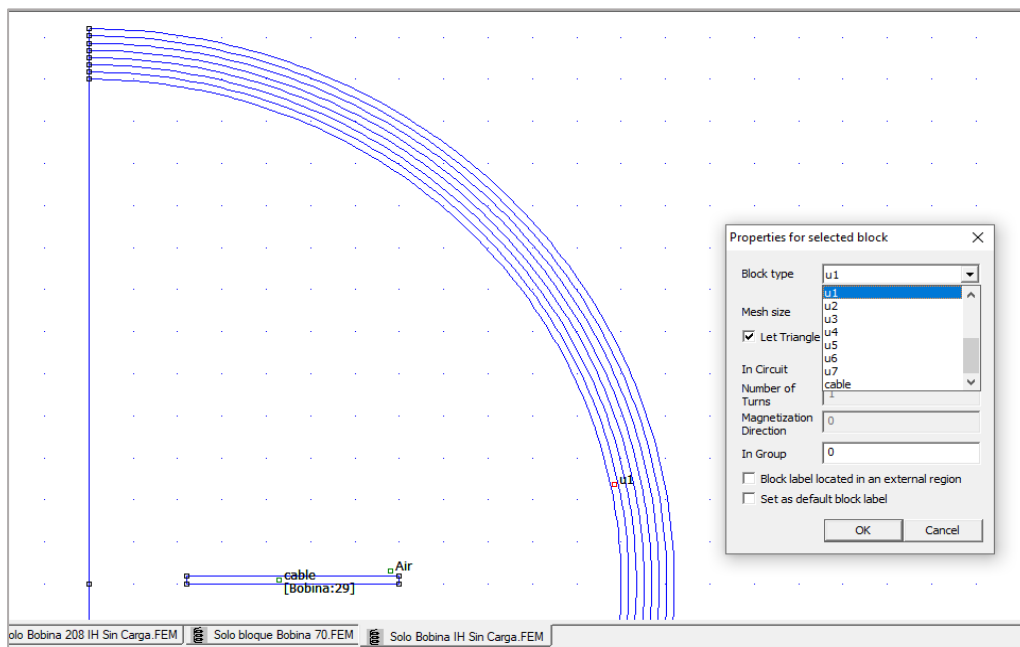 Properties for selected block
Block type
u1
u1
u2
u3
u4
u5
u6
u7
cable
Mesh size
Let Triangle
In Circuit
Number of
Turns
1
Magnetization
Direction
0
In Group
0
Block label located in an external region
Set as default block label
OK
Cancel
u1
Air
cable
[Bobina:29]
olo Bobina 208 IH Sin Carga.FEM
Solo bloque Bobina 70.FEM
Solo Bobina IH Sin Carga.FEM